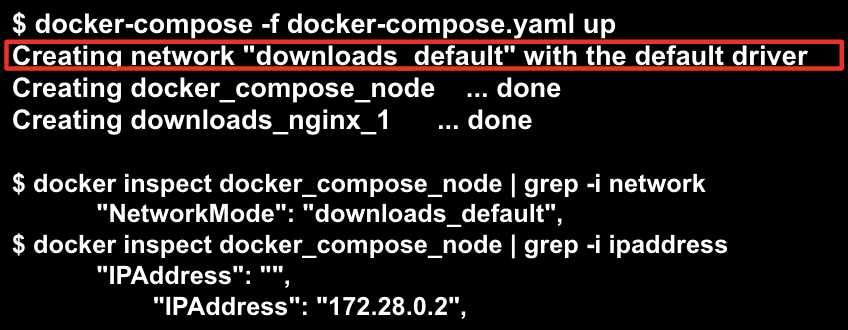 $ docker-compose -f docker-compose.yaml up
Creating network "downloads_default" with the default driver
Creating docker_compose_node ... done
Creating downloads_nginx_1 ... done
$ docker inspect docker_compose_node | grep -i network
"NetworkMode": "downloads_default",
$ docker inspect docker_compose_node | grep -i ipaddress
"IPAddress": "",
"IPAddress": "172.28.0.2",